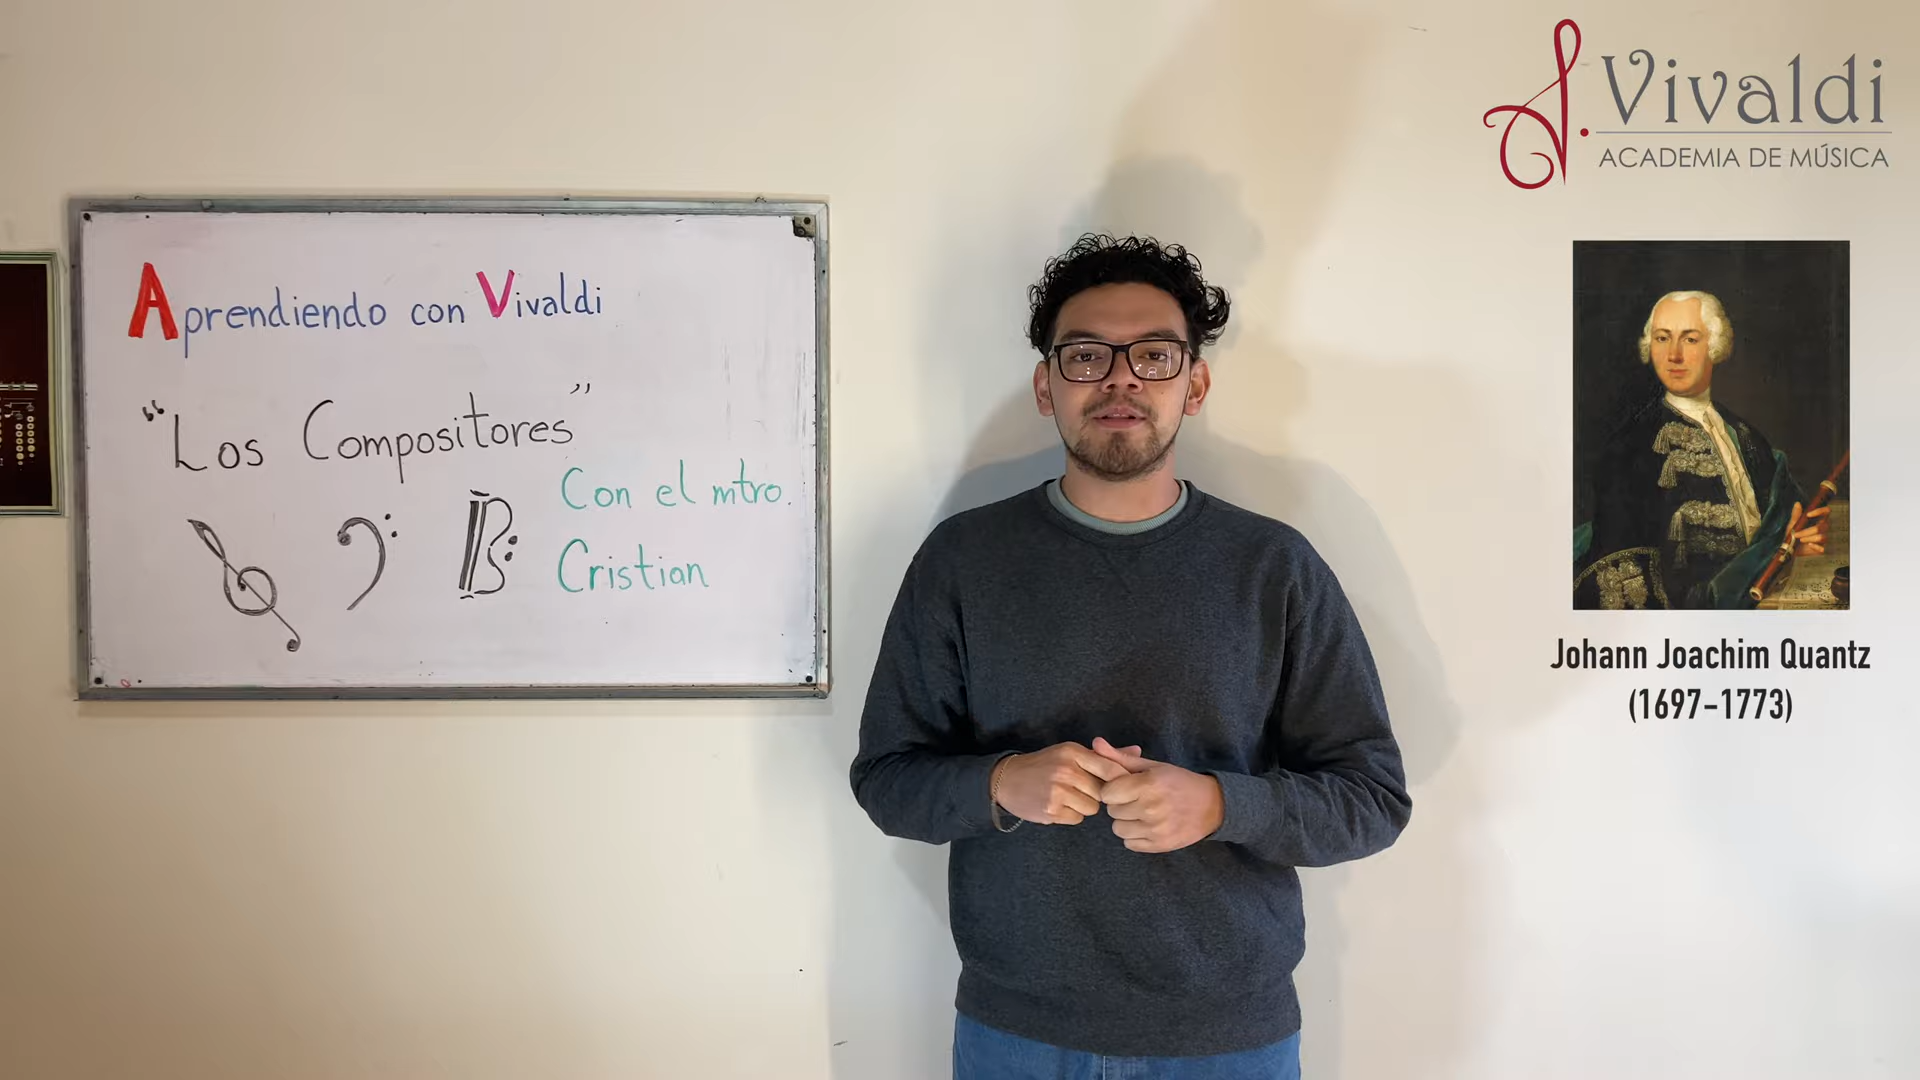 Aprendiendo con Vivaldi
"Los Compositores"
Con el mtro.
Cristian
A. Vivaldi
ACADEMIA DE MÚSICA
Johann Joachim Quantz
(1697-1773)